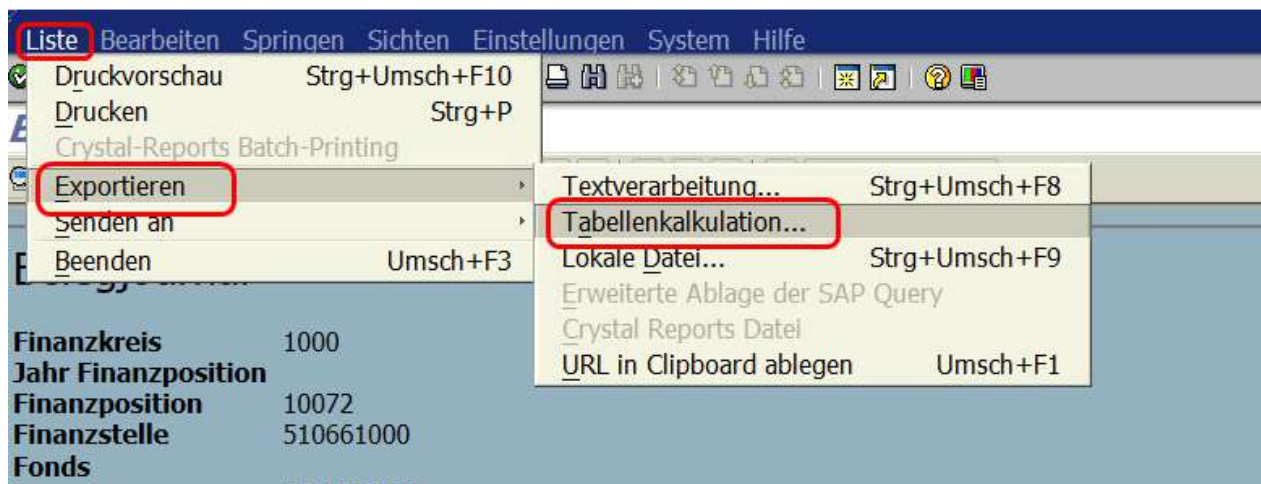 Liste Bearbeiten Springen Sichten Einstellungen System Hilfe
Druckvorschau Strg+Umsch+F10
Drucken Strg+P
Crystal-Reports Batch-Printing
Exportieren
Textverarbeitung... Strg+Umsch+F8
Senden an
Tabellenkalkulation...
Beenden Umsch+F3
Lokale Datei... Strg+Umsch+F9
Erweiterte Ablage der SAP Query
Crystal Reports Datei
URL in Clipboard ablegen Umsch+F1
Finanzkreis 1000
Jahr Finanzposition
Finanzposition 10072
Finanzstelle 510661000
Fonds